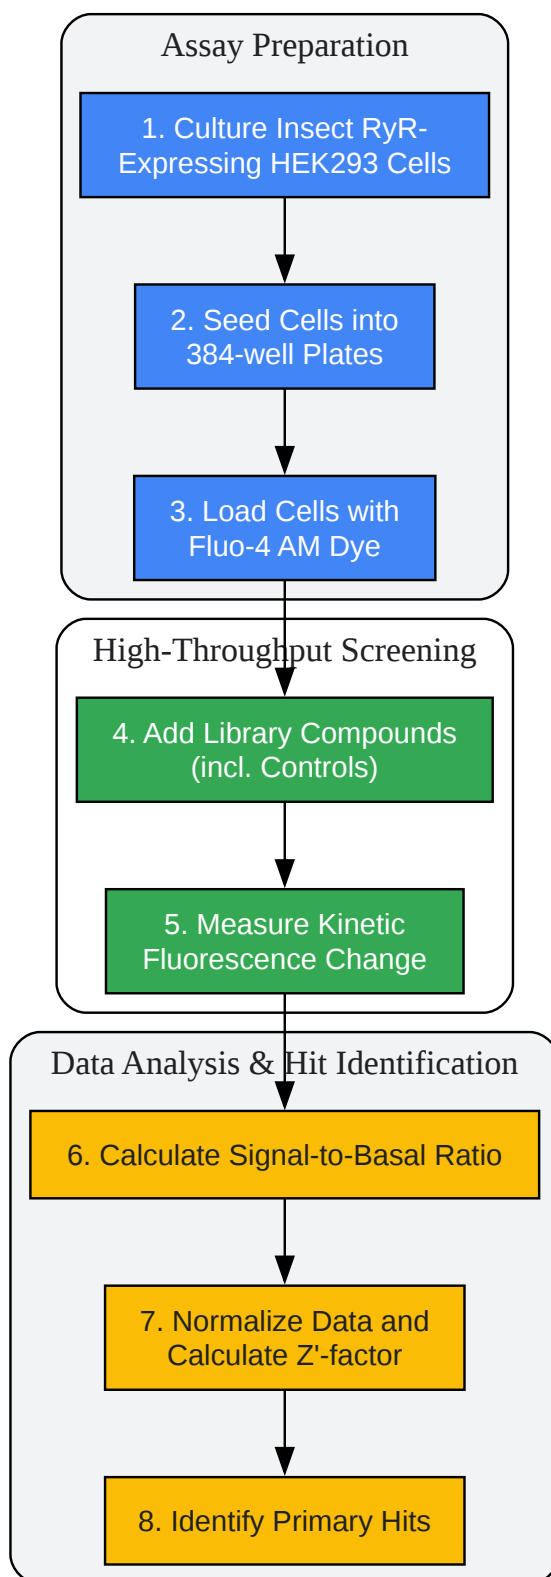 Assay Preparation
1. Culture Insect RyR-
Expressing HEK293 Cells
2. Seed Cells into
384-well Plates
3. Load Cells with
Fluo-4 AM Dye
High-Throughput Screening
4. Add Library Compounds
(incl. Controls)
5. Measure Kinetic
Fluorescence Change
Data Analysis & Hit Identification
6. Calculate Signal-to-Basal Ratio
7. Normalize Data and
Calculate Z'-factor
8. Identify Primary Hits